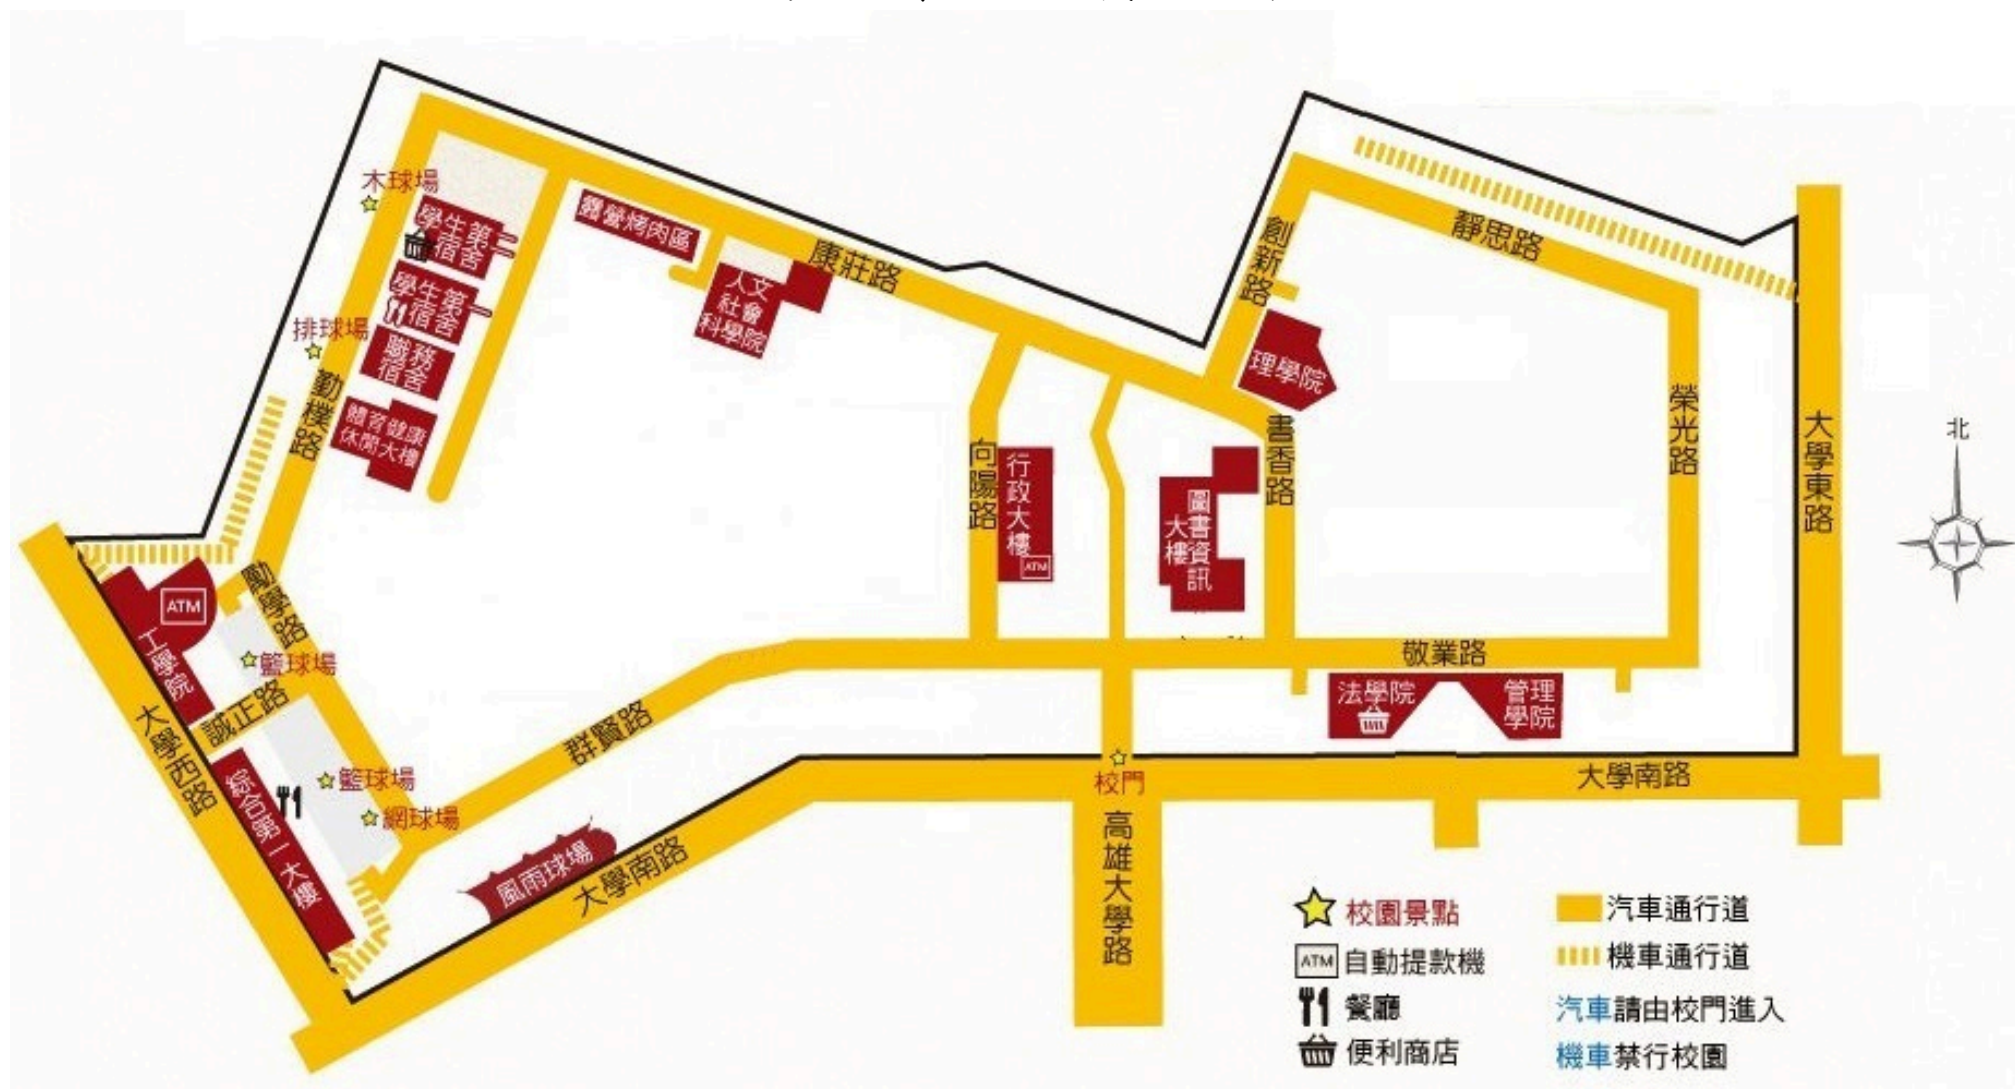 木球場
學生第
宿舍
學生第
宿舍
排球場
職務
宿舍
勤樸路
體育健康
休閒大樓
露營烤肉區
人文
社會
科學院
康莊路
創新路
靜思路
理學院
榮光路
大學東路
北
向陽路
行政大樓
ATM
圖書資訊
大樓
書香路
ATM
工學院
勵學路
籃球場
誠正路
大學西路
綜合第一大樓
籃球場
網球場
群賢路
風雨球場
大學南路
敬業路
法學院
管理
學院
校門
大學南路
高雄大學路
校園景點
ATM 自動提款機
餐廳
便利商店
汽車通行道
機車通行道
汽車請由校門進入
機車禁行校園